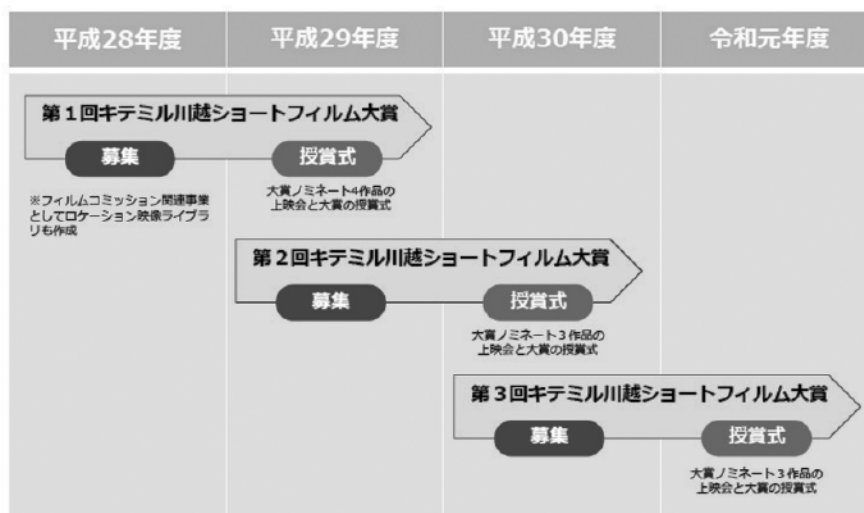 平成28年度
平成29年度
平成30年度
令和元年度
第1回キテミル川越ショートフィルム大賞
募集
授賞式
※フィルムコミッション関連事業
としてロケーション映像ライブラ
リも作成
大賞ノミネート4作品の
上映会と大賞の授賞式
第2回キテミル川越ショートフィルム大賞
募集
授賞式
大賞ノミネート3作品の
上映会と大賞の授賞式
第3回キテミル川越ショートフィルム大賞
募集
授賞式
大賞ノミネート3作品の
上映会と大賞の授賞式